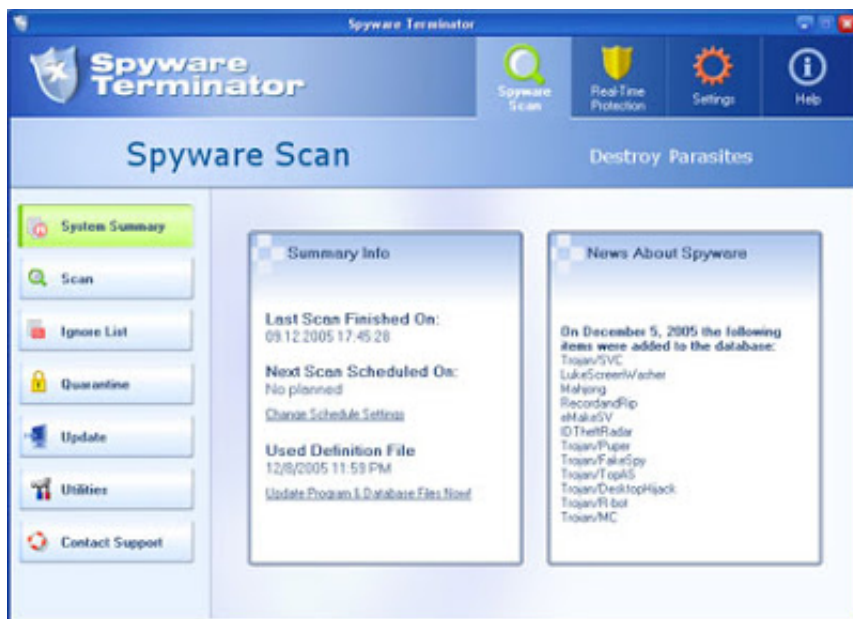 Spyware Terminator
Spyware
Terminator
Spyware
Scan
Real-Time
Protection
Settings
Help
Spyware Scan
Destroy Parasites
System Summary
Scan
Ignore List
Quarantine
Update
Utilities
Contact Support
Summary Info
Last Scan Finished On:
09.12.2005 17:45:28
Next Scan Scheduled On:
No planned
Change Schedule Settings
Used Definition File
12/8/2005 11:59 PM
Update Program & Database Files Now!
News About Spyware
On December 5, 2005 the following
items were added to the database:
Trojan/SVC
LukeScreenWasher
Mahjong
RecordandRip
eMakeSV
IDTheftRadar
Trojan/Puper
Trojan/FakeSpy
Trojan/TopAS
Trojan/DesktopHijack
Trojan/R-bot
Trojan/MC